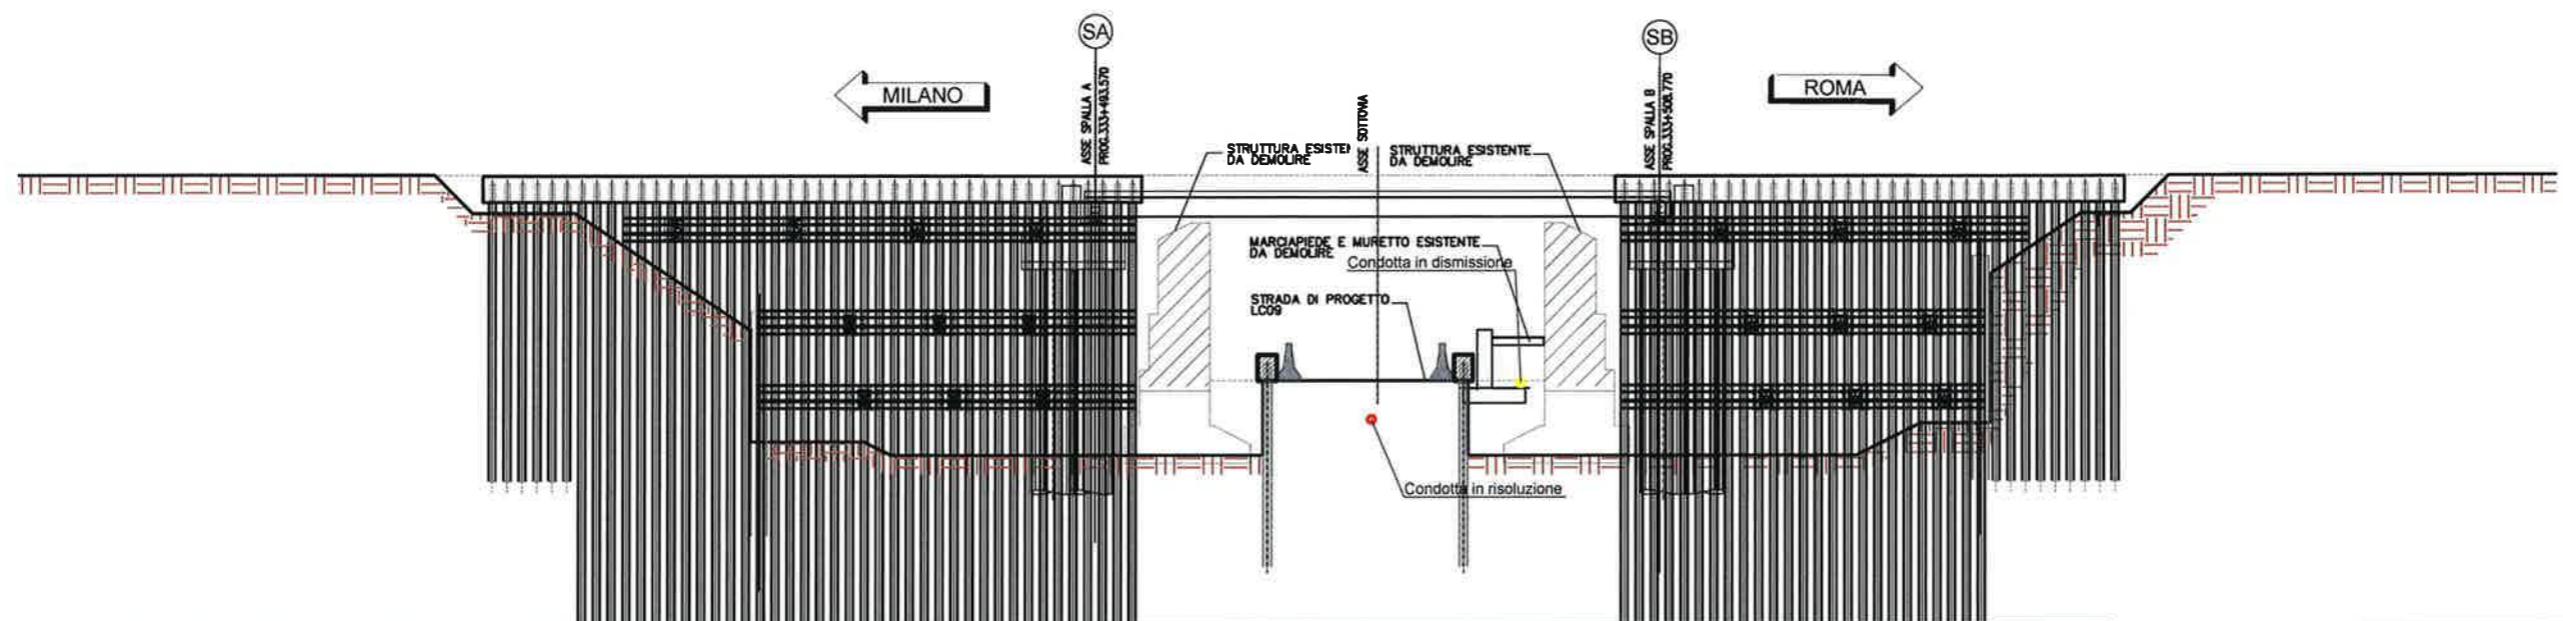 SA
SB
MILANO
ROMA
ASSE SPALLA A
PROG.333+493.570
ASSE SOTTOVIA
ASSE SPALLA B
PROG.333+508.770
STRUTTURA ESISTEN
DA DEMOLIRE
STRUTTURA ESISTENTE
DA DEMOLIRE
MARCIAPIEDE E MURETTO ESISTENTE
DA DEMOLIRE
Condotta in dismissione
STRADA DI PROGETTO
LC09
Condotta in risoluzione